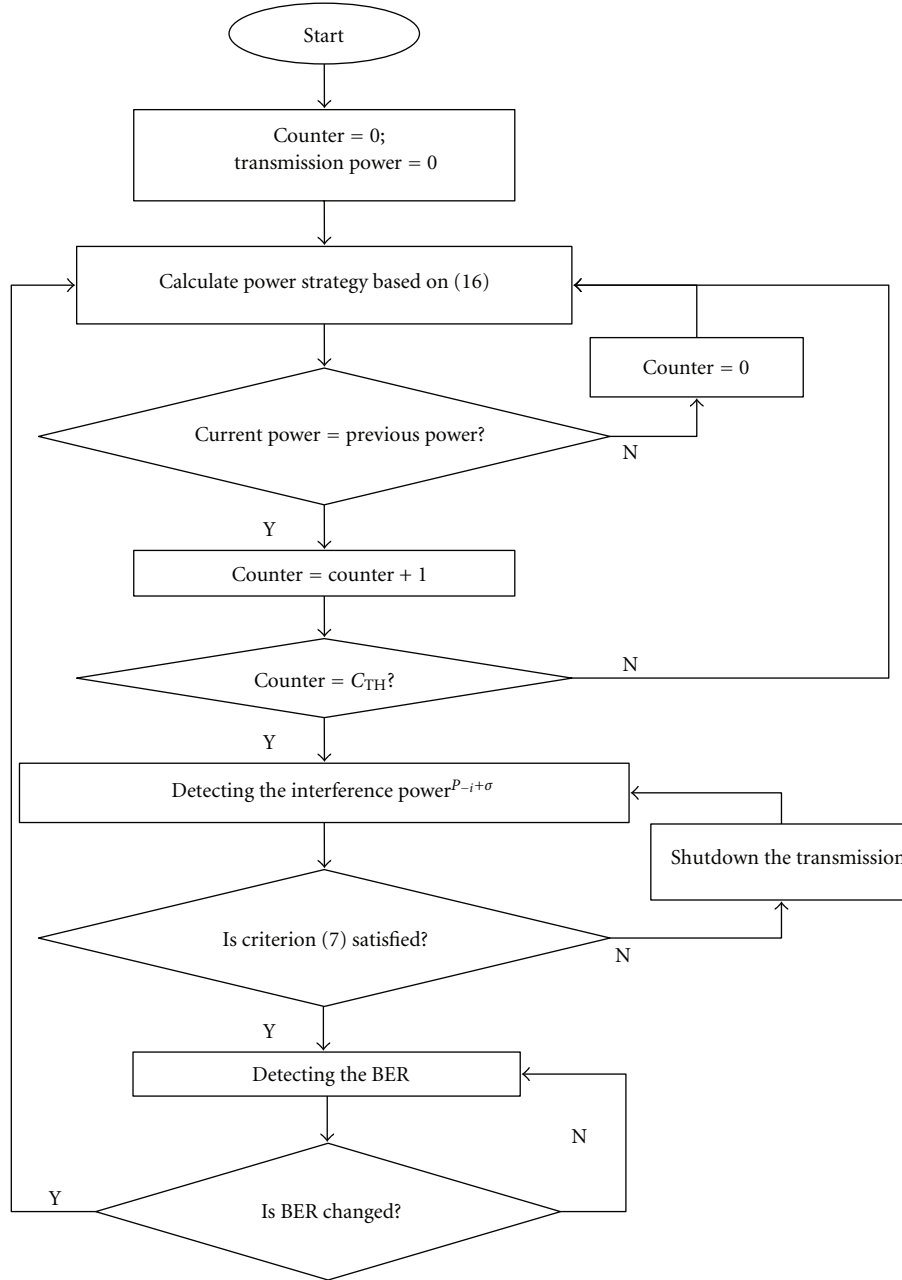 Start
Counter = 0;
transmission power = 0
Calculate power strategy based on (16)
Counter = 0
Current power = previous power?
N
Y
Counter = counter + 1
N
Counter = C_TH?
Y
Detecting the interference power^{P_{−i}+σ}
Shutdown the transmission
Is criterion (7) satisfied?
N
Y
Detecting the BER
N
Y
Is BER changed?